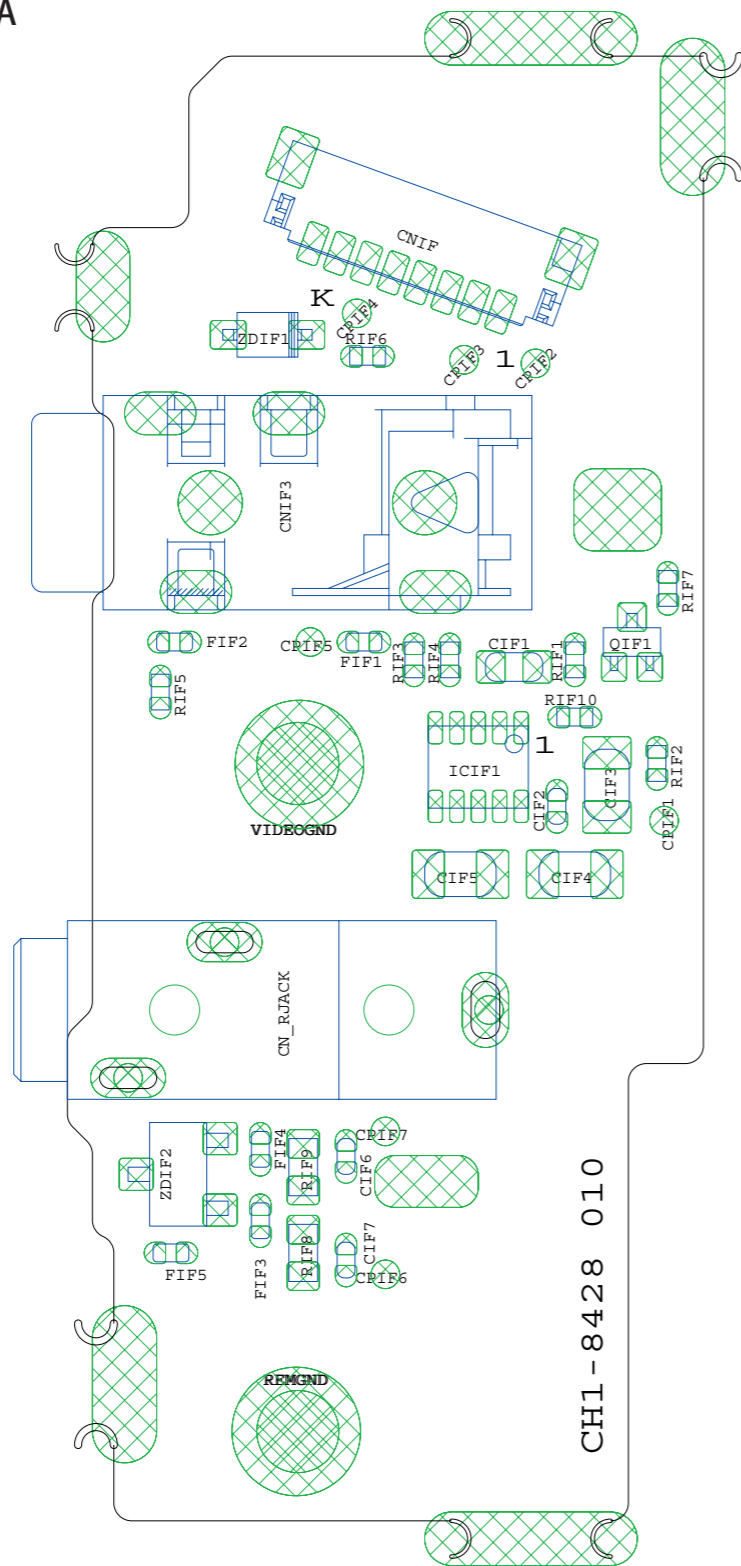 A
CNIF
K
CPIF4
ZDIF1
RIF6
CPIF3
1
CPIF2
CNIF3
RIF7
FIF2
CPIF5
FIF1
RIF3
RIF4
CIF1
RIF1
QIF1
RIF5
RIF10
1
ICIF1
CIF2
CIF3
RIF2
CPIF1
VIDEOGND
CIF5
CIF4
CN_RJACK
ZDIF2
FIF4
RIF9
CIF6
CPIF7
FIF5
FIF3
RIF8
CIF7
CPIF6
REMGND
CH1-8428 010